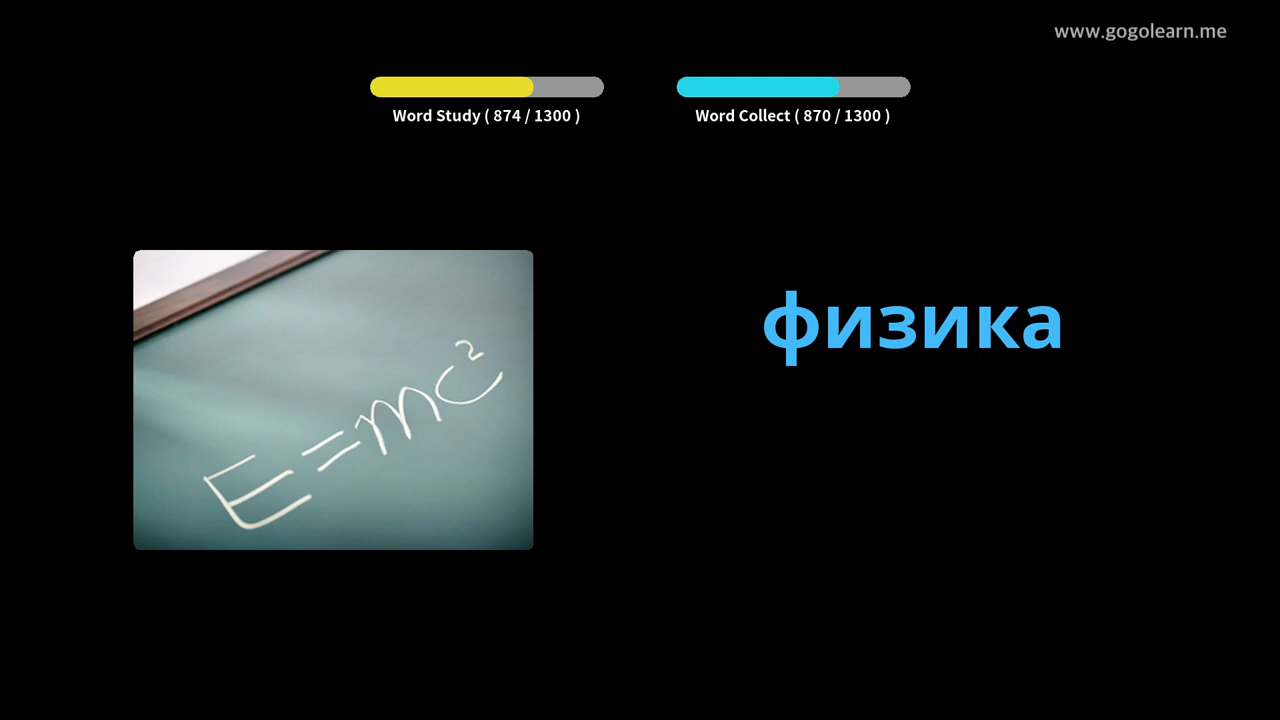 www.gogolearn.me
Word Study ( 874 / 1300 )
Word Collect ( 870 / 1300 )
E=mc²
физика